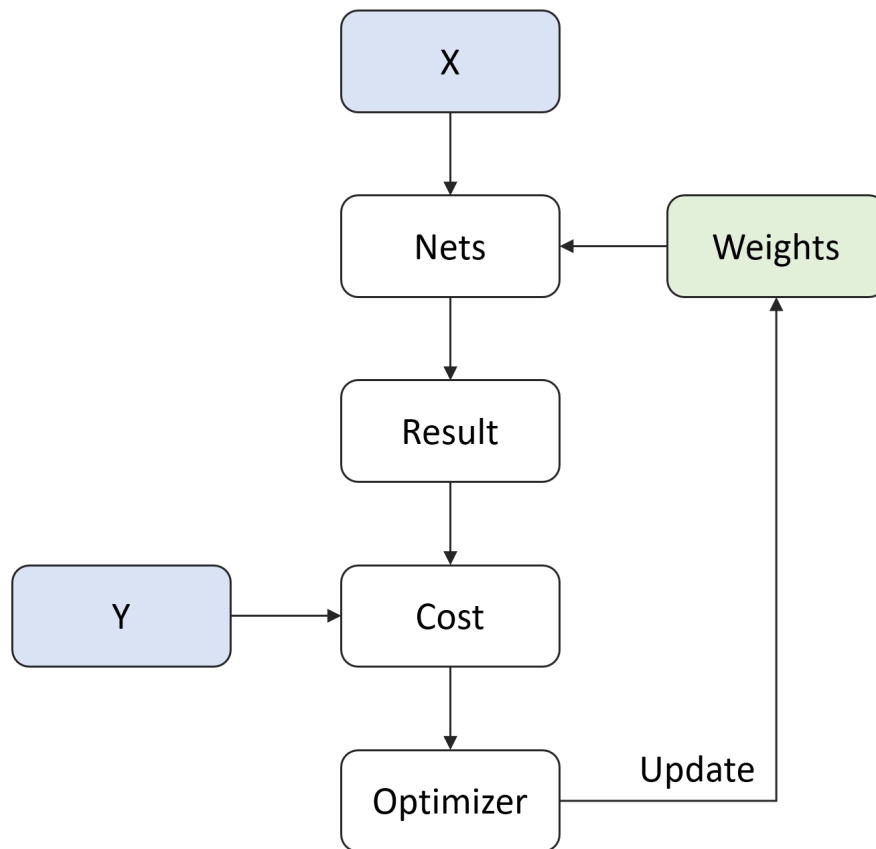 X
Nets
Weights
Result
Y
Cost
Update
Optimizer